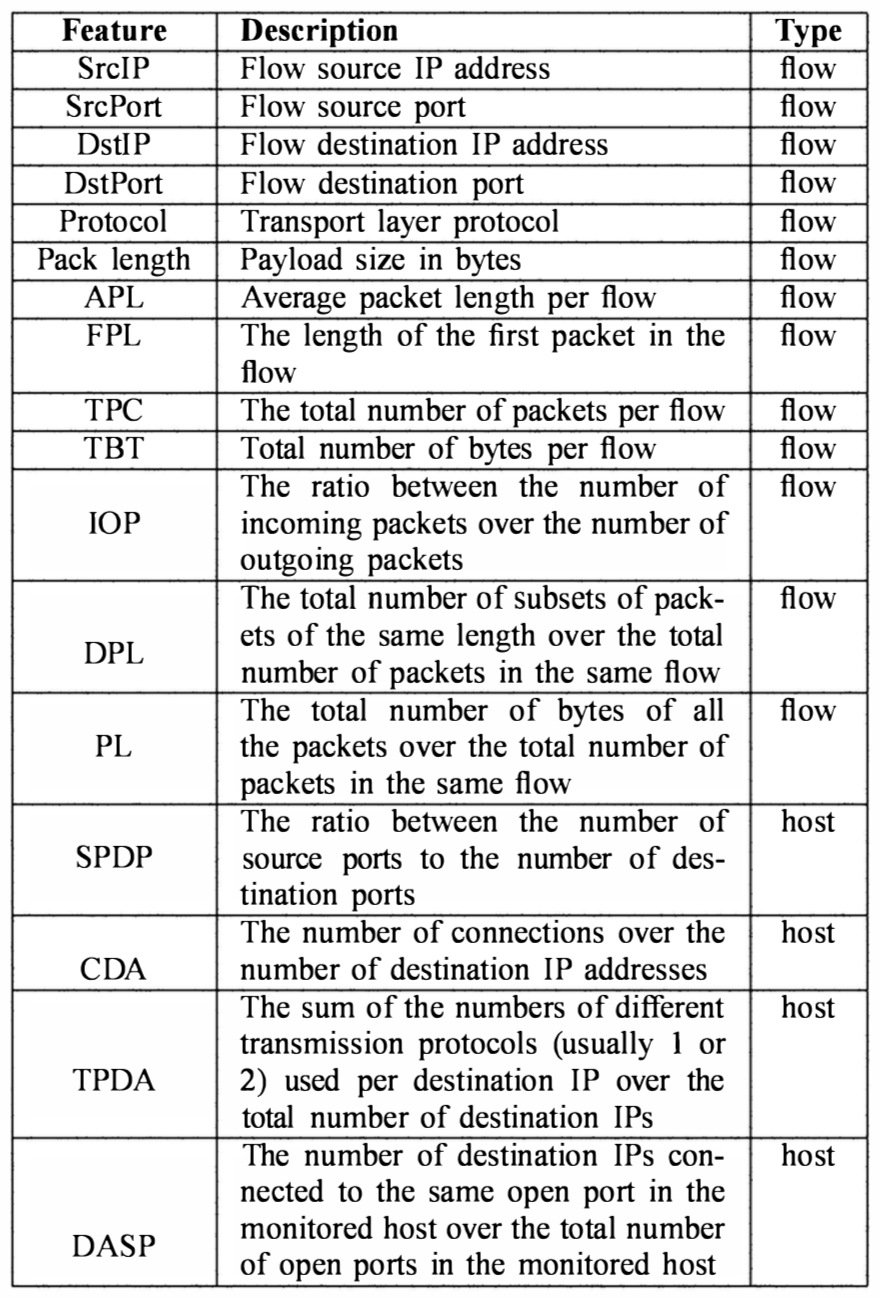 Feature Description Type
SrcIP Flow source IP address flow
SrcPort Flow source port flow
DstIP Flow destination IP address flow
DstPort Flow destination port flow
Protocol Transport layer protocol flow
Pack length Payload size in bytes flow
APL Average packet length per flow flow
FPL The length of the first packet in the flow
flow
TPC The total number of packets per flow flow
TBT Total number of bytes per flow flow
The ratio between the number of flow
IOP incoming packets over the number of
outgoing packets
The total number of subsets of pack- flow
DPL ets of the same length over the total
number of packets in the same flow
The total number of bytes of all flow
PL the packets over the total number of
packets in the same flow
The ratio between the number of host
SPDP source ports to the number of des-
tination ports
The number of connections over the host
CDA number of destination IP addresses
The sum of the numbers of different host
transmission protocols (usually 1 or
TPDA 2) used per destination IP over the
total number of destination IPs
The number of destination IPs con- host
nected to the same open port in the
monitored host over the total number
DASP of open ports in the monitored host